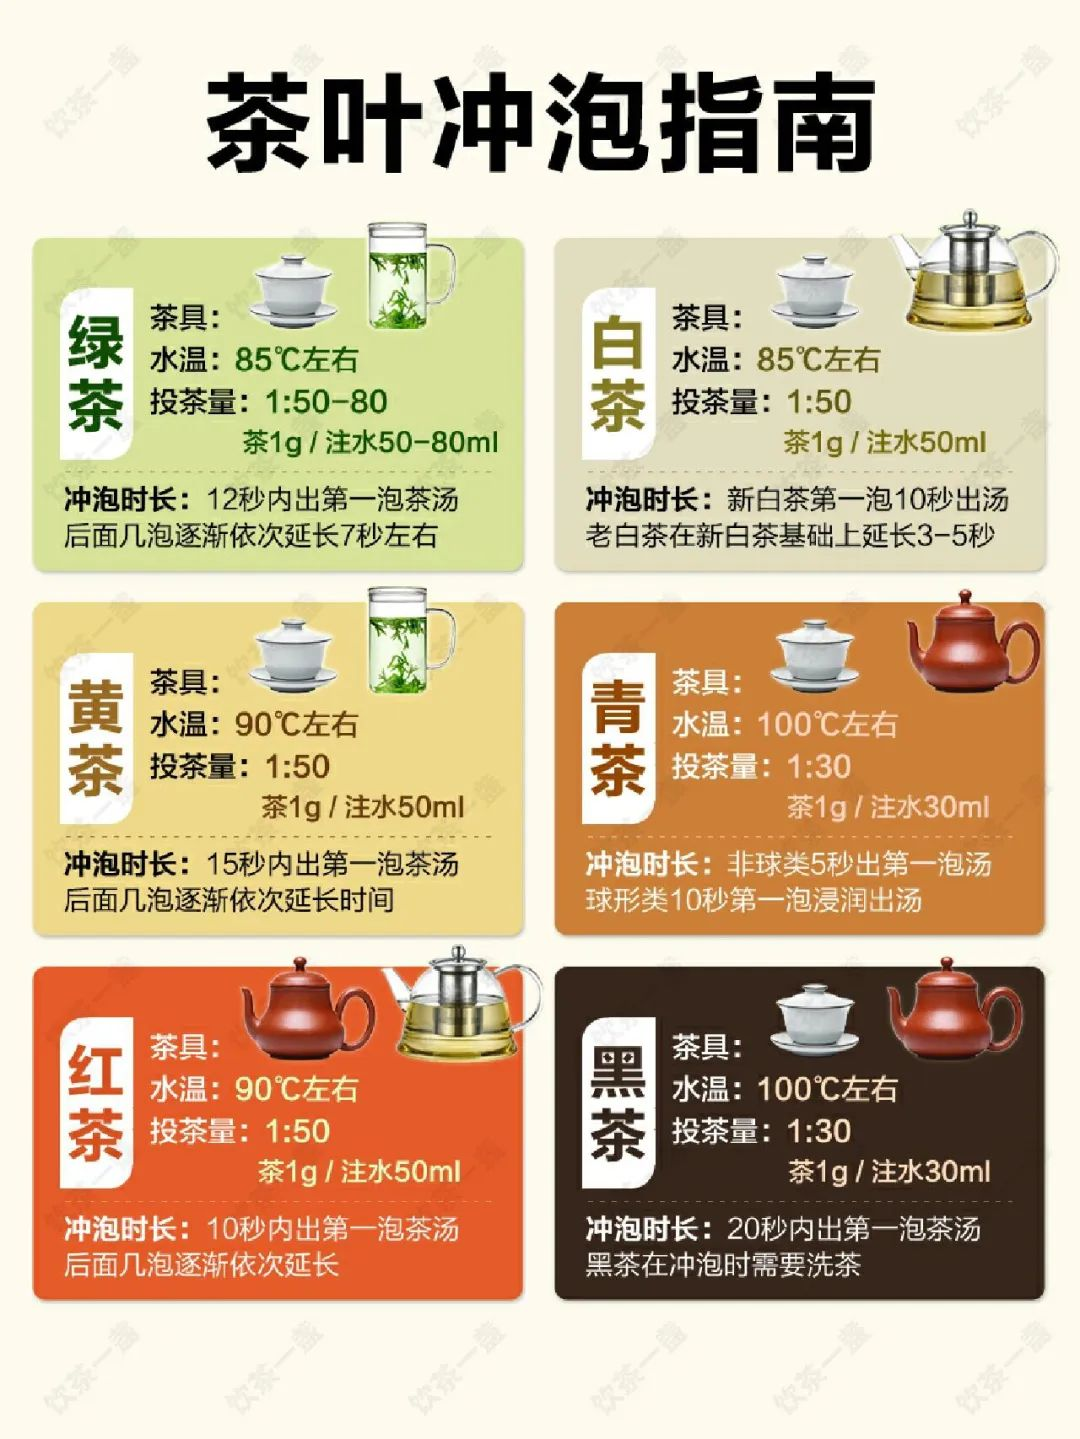 茶叶冲泡指南
绿茶
茶具：
水温：85℃左右
投茶量：1:50-80
茶1g / 注水50-80ml
冲泡时长：12秒内出第一泡茶汤
后面几泡逐渐依次延长7秒左右
白茶
茶具：
水温：85℃左右
投茶量：1:50
茶1g / 注水50ml
冲泡时长：新白茶第一泡10秒出汤
老白茶在新白茶基础上延长3-5秒
黄茶
茶具：
水温：90℃左右
投茶量：1:50
茶1g / 注水50ml
冲泡时长：15秒内出第一泡茶汤
后面几泡逐渐依次延长时间
青茶
茶具：
水温：100℃左右
投茶量：1:30
茶1g / 注水30ml
冲泡时长：非球类5秒出第一泡汤
球形类10秒第一泡浸润出汤
红茶
茶具：
水温：90℃左右
投茶量：1:50
茶1g / 注水50ml
冲泡时长：10秒内出第一泡茶汤
后面几泡逐渐依次延长
黑茶
茶具：
水温：100℃左右
投茶量：1:30
茶1g / 注水30ml
冲泡时长：20秒内出第一泡茶汤
黑茶在冲泡时需要洗茶
饮茶一盏